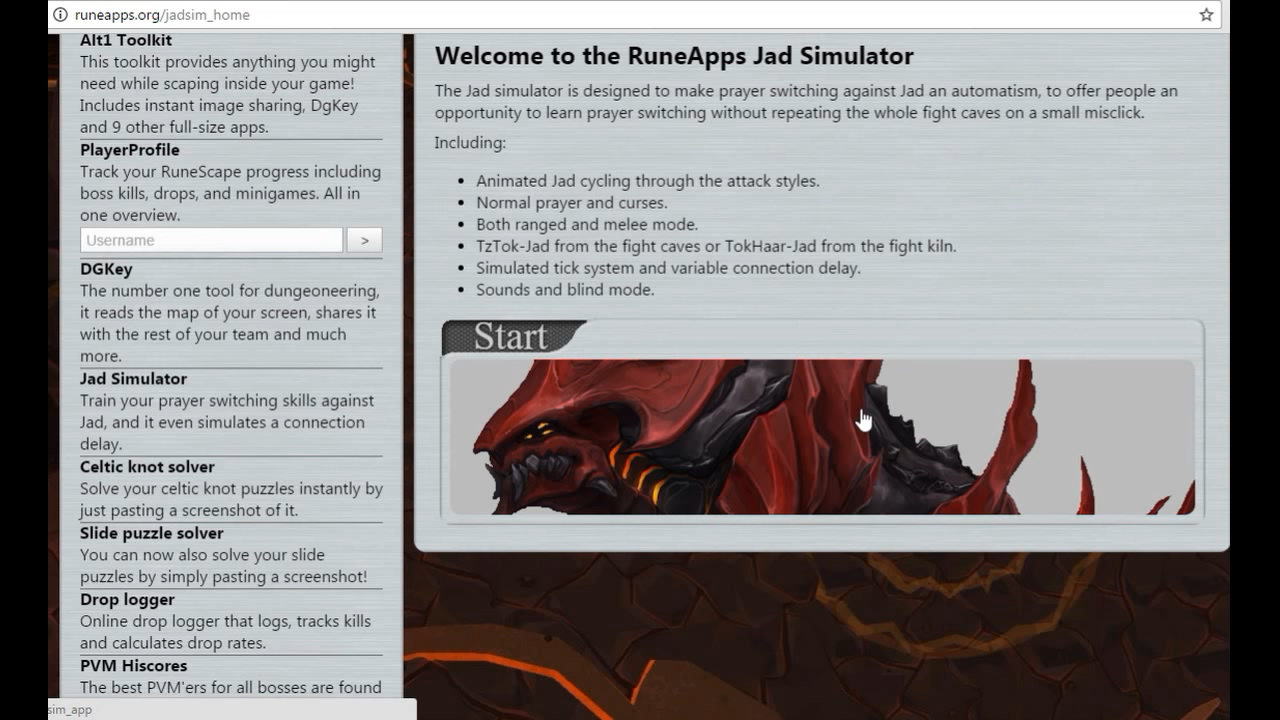 runeapps.org/jadsim_home
Alt1 Toolkit
This toolkit provides anything you might
need while scaping inside your game!
Includes instant image sharing, DgKey
and 9 other full-size apps.
PlayerProfile
Track your RuneScape progress including
boss kills, drops, and minigames. All in
one overview.
Username
>
DGKey
The number one tool for dungeoneering,
it reads the map of your screen, shares it
with the rest of your team and much
more.
Jad Simulator
Train your prayer switching skills against
Jad, and it even simulates a connection
delay.
Celtic knot solver
Solve your celtic knot puzzles instantly by
just pasting a screenshot of it.
Slide puzzle solver
You can now also solve your slide
puzzles by simply pasting a screenshot!
Drop logger
Online drop logger that logs, tracks kills
and calculates drop rates.
PVM Hiscores
The best PVM'ers for all bosses are found
sim_app
Welcome to the RuneApps Jad Simulator
The Jad simulator is designed to make prayer switching against Jad an automatism, to offer people an
opportunity to learn prayer switching without repeating the whole fight caves on a small misclick.
Including:
• Animated Jad cycling through the attack styles.
• Normal prayer and curses.
• Both ranged and melee mode.
• TzTok-Jad from the fight caves or TokHaar-Jad from the fight kiln.
• Simulated tick system and variable connection delay.
• Sounds and blind mode.
Start